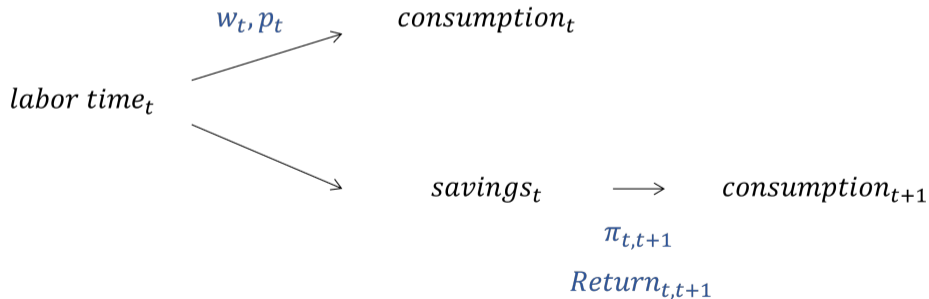 w_t, p_t
consumption_t
labor time_t
savings_t
consumption_{t+1}
π_{t,t+1}
Return_{t,t+1}